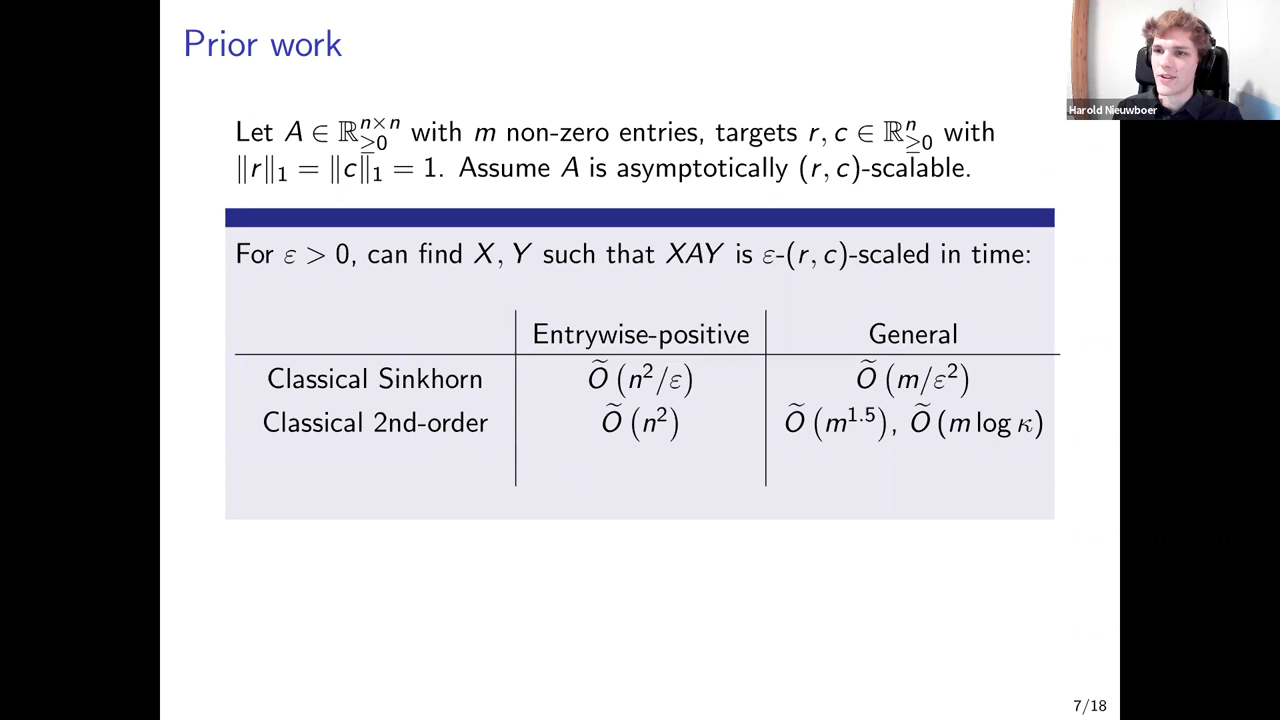 Prior work
Harold Nieuwboer
Let A ∈ ℝ^{n×n}_{≥0} with m non-zero entries, targets r, c ∈ ℝ^n_{≥0} with
‖r‖₁ = ‖c‖₁ = 1. Assume A is asymptotically (r, c)-scalable.
For ε > 0, can find X, Y such that XAY is ε-(r, c)-scaled in time:
Entrywise-positive General
Classical Sinkhorn Õ(n²/ε) Õ(m/ε²)
Classical 2nd-order Õ(n²) Õ(m^{1.5}), Õ(m log κ)
7/18